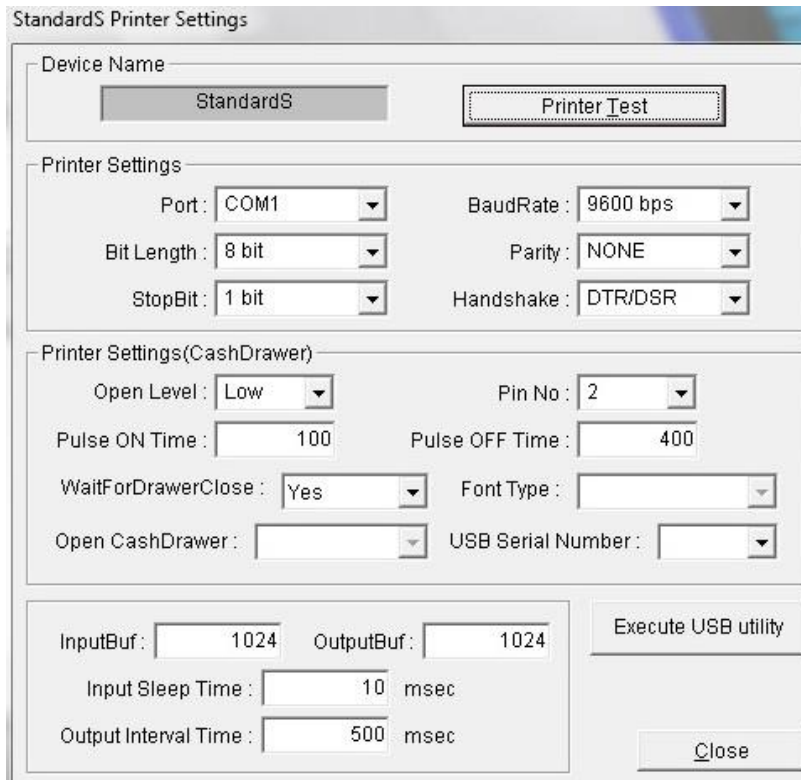 StandardS Printer Settings
Device Name
StandardS Printer Test
Printer Settings
Port : COM1 BaudRate : 9600 bps
Bit Length : 8 bit Parity : NONE
StopBit : 1 bit Handshake : DTR/DSR
Printer Settings(CashDrawer)
Open Level : Low Pin No : 2
Pulse ON Time : 100 Pulse OFF Time : 400
WaitForDrawerClose : Yes Font Type :
Open CashDrawer : USB Serial Number :
InputBuf : 1024 OutputBuf : 1024 Execute USB utility
Input Sleep Time : 10 msec
Output Interval Time : 500 msec
Close